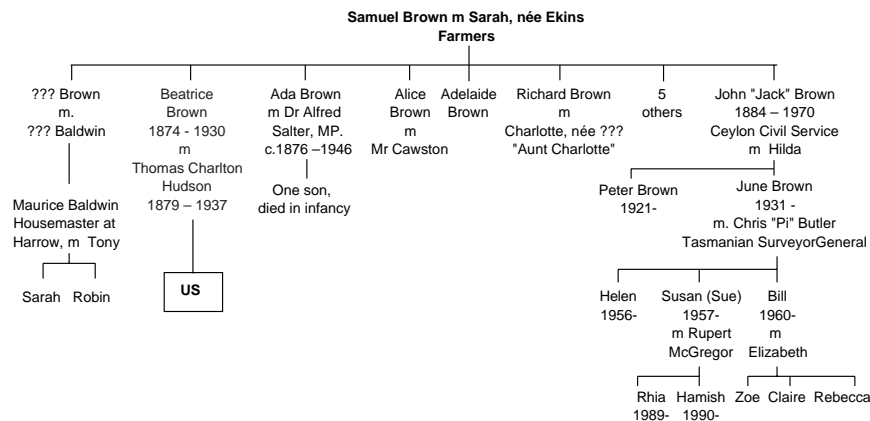 Samuel Brown m Sarah, née Ekins
Farmers
??? Brown
m.
??? Baldwin
Maurice Baldwin
Housemaster at
Harrow, m Tony
Sarah Robin
Beatrice
Brown
1874 - 1930
m
Thomas Charlton
Hudson
1879 – 1937
US
Ada Brown
m Dr Alfred
Salter, MP.
c.1876 –1946
One son,
died in infancy
Alice
Brown
m
Mr Cawston
Adelaide
Brown
Richard Brown
m
Charlotte, née ???
"Aunt Charlotte"
5
others
John "Jack" Brown
1884 – 1970
Ceylon Civil Service
m Hilda
Peter Brown
1921-
June Brown
1931 -
m. Chris "Pi" Butler
Tasmanian SurveyorGeneral
Helen
1956-
Susan (Sue)
1957-
m Rupert
McGregor
Bill
1960-
m
Elizabeth
Rhia
1989-
Hamish
1990-
Zoe Claire Rebecca